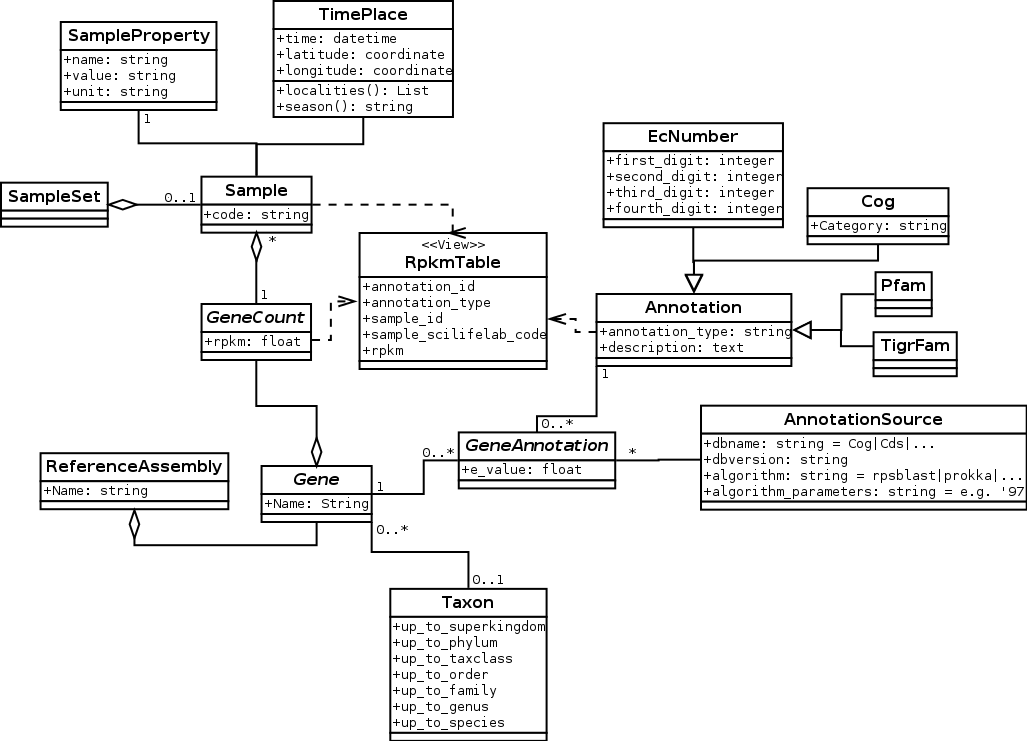 TimePlace
+time: datetime
+latitude: coordinate
+longitude: coordinate
+localities(): List
+season(): string
SampleProperty
+name: string
+value: string
+unit: string
1
EcNumber
+first_digit: integer
+second_digit: integer
+third_digit: integer
+fourth_digit: integer
Cog
+Category: string
SampleSet
0..1
Sample
+code: string
*
1
<<View>>
RpkmTable
+annotation_id
+annotation_type
+sample_id
+sample_scilifelab_code
+rpkm
GeneCount
+rpkm: float
Annotation
+annotation_type: string
+description: text
1
Pfam
TigrFam
AnnotationSource
+dbname: string = Cog|Cds|...
+dbversion: string
+algorithm: string = rpsblast|prokka|...
+algorithm_parameters: string = e.g. '97
0..*
GeneAnnotation
+e_value: float
0..*
*
ReferenceAssembly
+Name: string
Gene
+Name: String
1
0..*
0..1
Taxon
+up_to_superkingdom
+up_to_phylum
+up_to_taxclass
+up_to_order
+up_to_family
+up_to_genus
+up_to_species